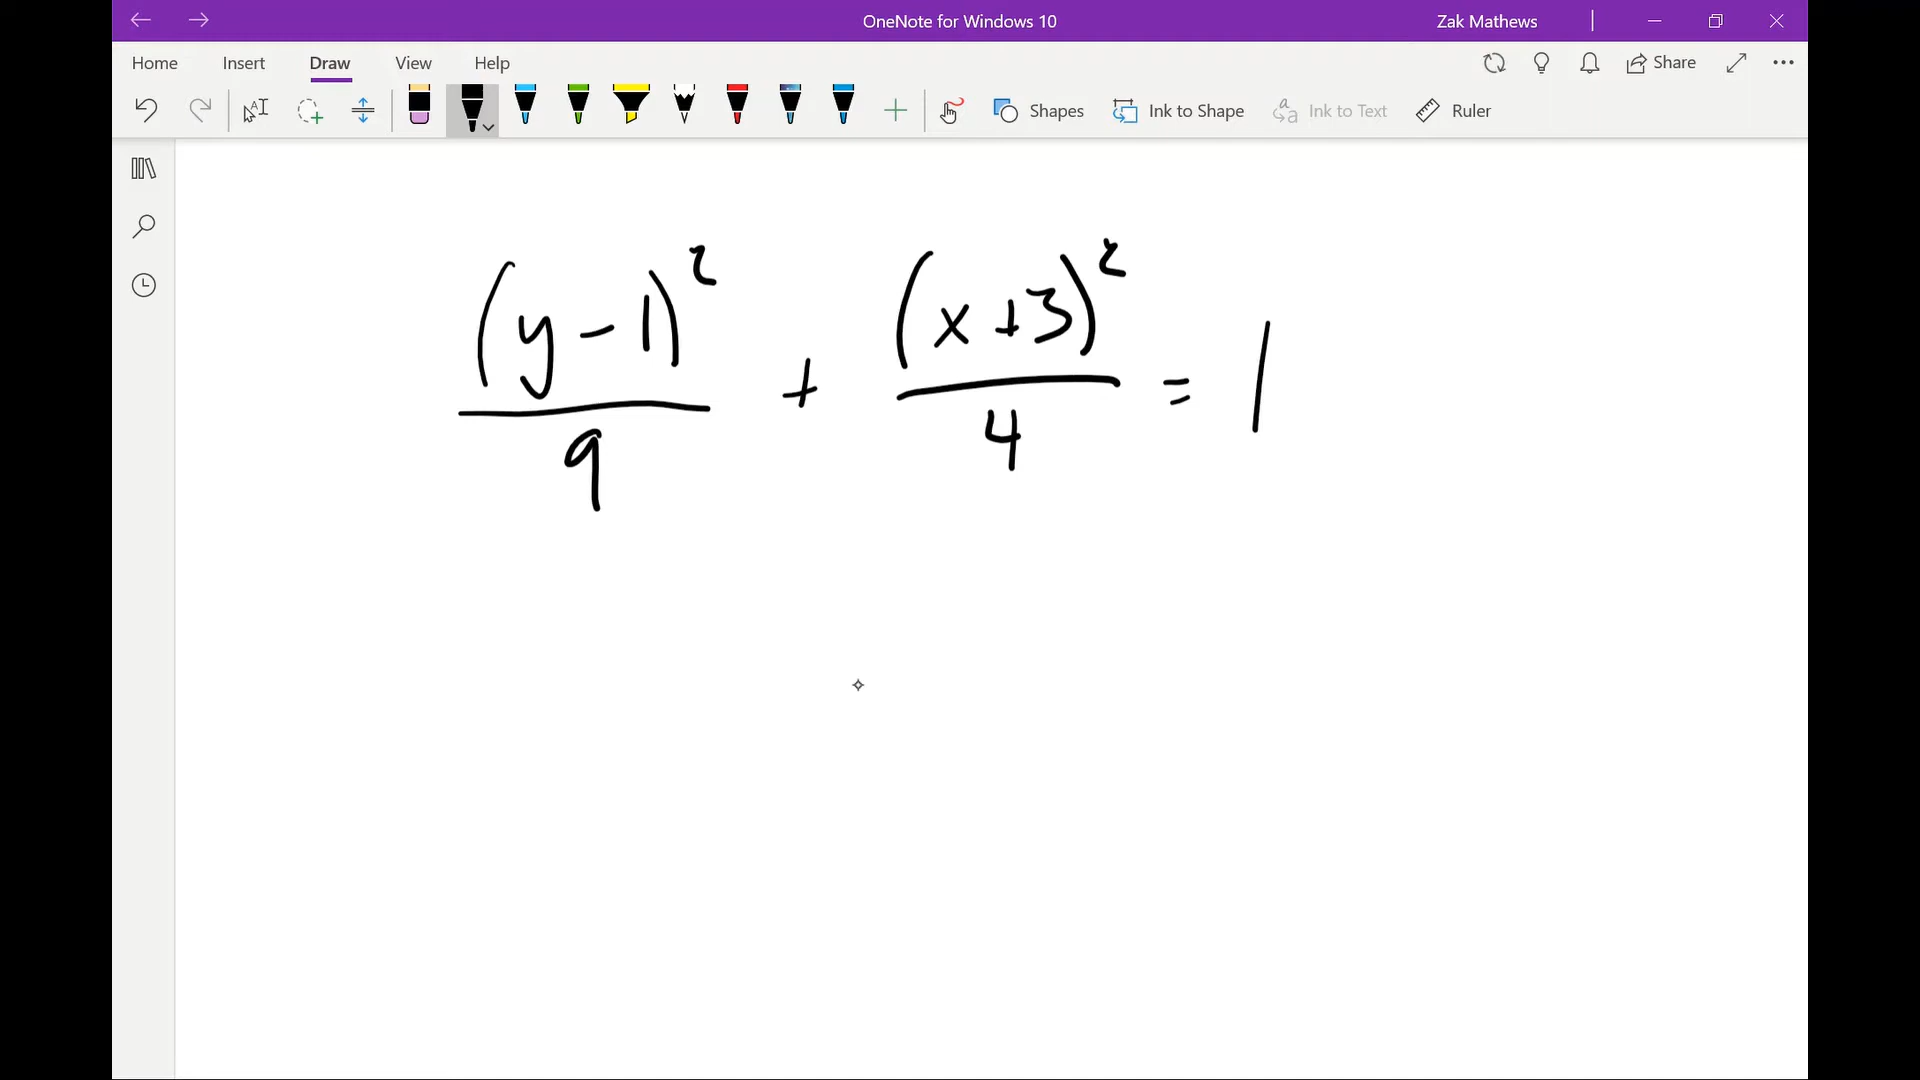 OneNote for Windows 10 Zak Mathews
Home Insert Draw View Help Share
Shapes Ink to Shape Ink to Text Ruler
(y - 1)² / 9 + (x + 3)² / 4 = 1